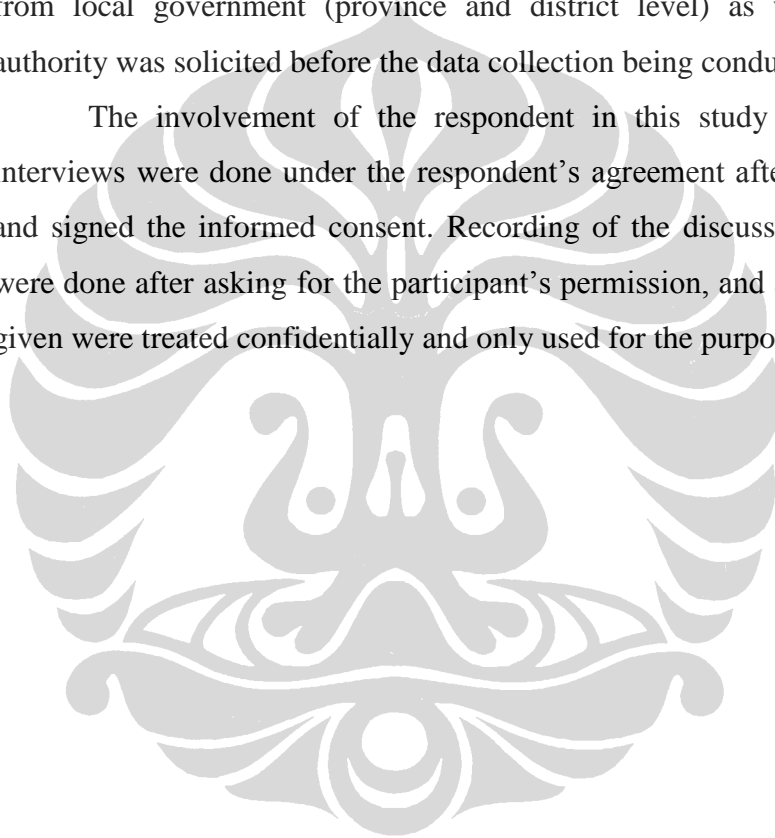 from local government (province and district level) as
authority was solicited before the data collection being condu
The involvement of the respondent in this study
interviews were done under the respondent's agreement afte
and signed the informed consent. Recording of the discuss
were done after asking for the participant's permission, and
given were treated confidentially and only used for the purpo